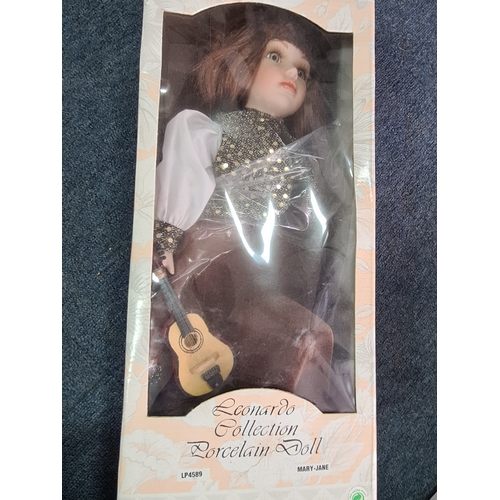 Leonardo
Collection
Porcelain Doll
LP4589 MARY-JANE